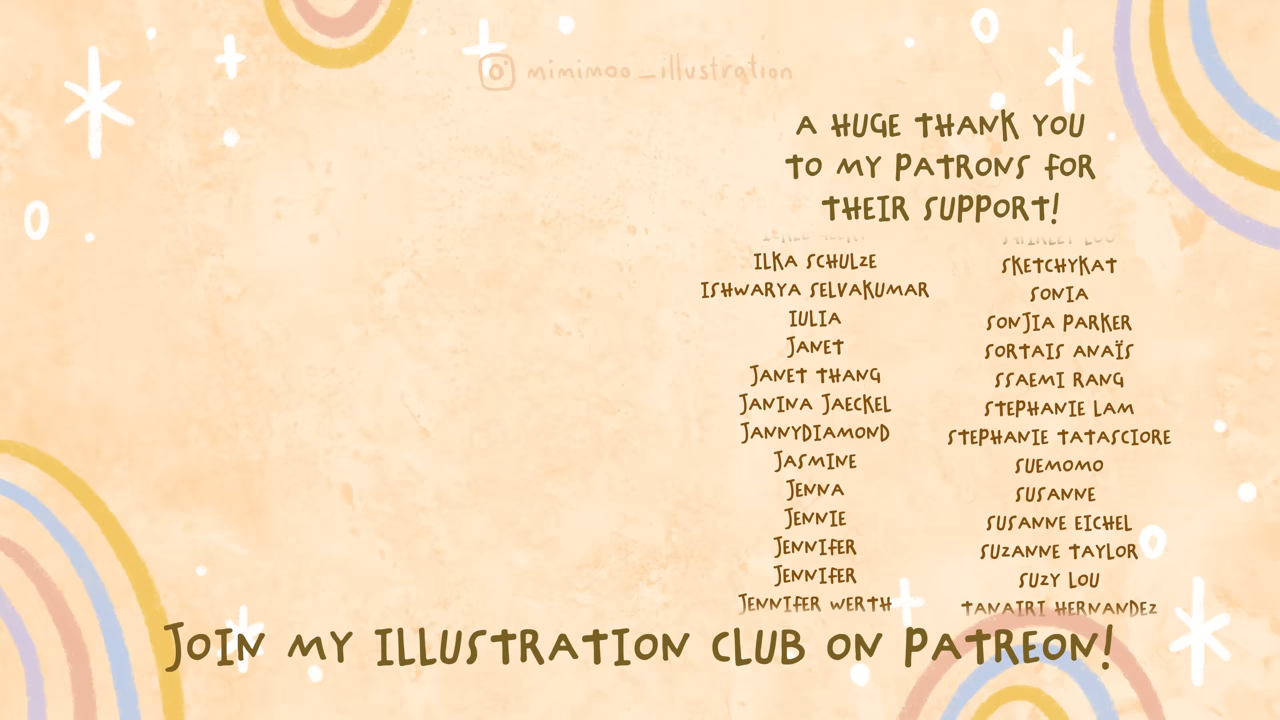 mimimoo_illustration
A HUGE THANK YOU
TO MY PATRONS FOR
THEIR SUPPORT!
ILKA SCHULZE
ISHWARYA SELVAKUMAR
IULIA
JANET
JANET THANG
JANINA JAECKEL
JANNYDIAMOND
JASMINE
JENNA
JENNIE
JENNIFER
JENNIFER
JENNIFER WERTH
SHIRLEY LOU
SKETCHYKAT
SONIA
SONJIA PARKER
SORTAIS ANAÏS
SSAEMI RANG
STEPHANIE LAM
STEPHANIE TATASCIORE
SUEMOMO
SUSANNE
SUSANNE EICHEL
SUZANNE TAYLOR
SUZY LOU
TANAIRI HERNANDEZ
JOIN MY ILLUSTRATION CLUB ON PATREON!